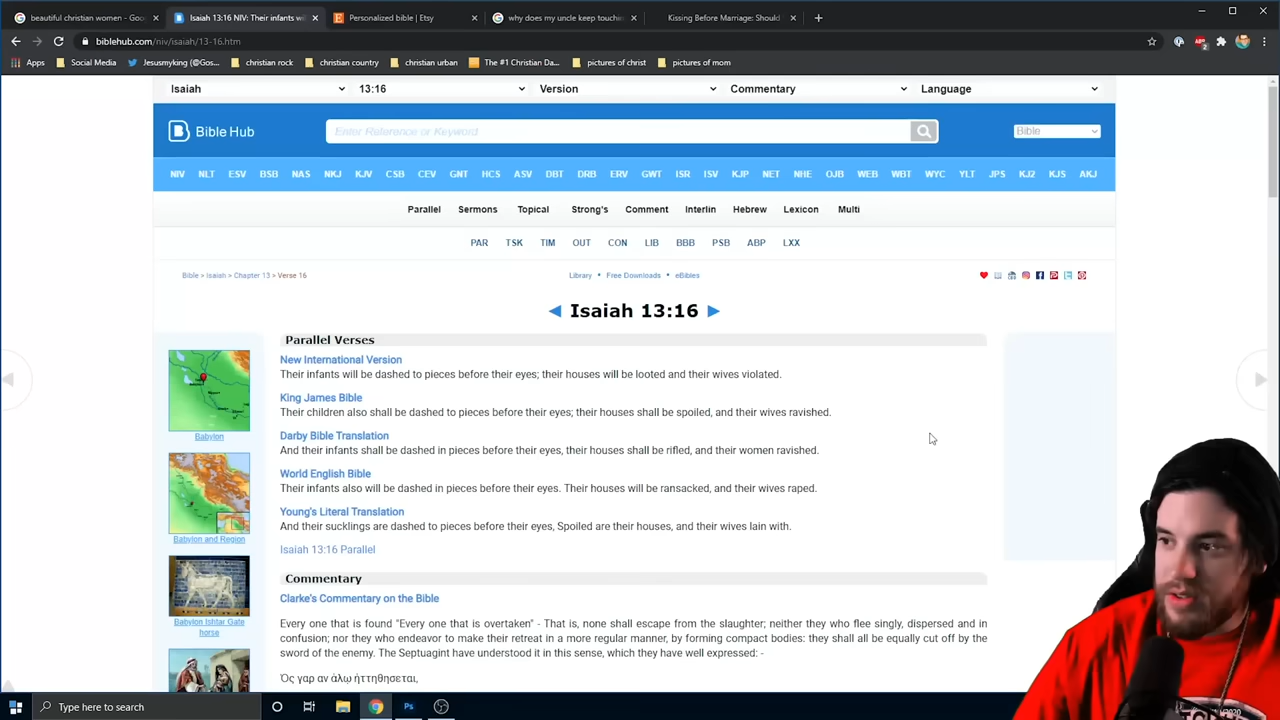 beautiful christian women - Goo
Isaiah 13:16 NIV: Their infants wil
Personalized bible | Etsy
why does my uncle keep touchin
Kissing Before Marriage: Should
biblehub.com/niv/isaiah/13-16.htm
Apps
Social Media
Jesusmyking (@Gos...
christian rock
christian country
christian urban
The #1 Christian Da...
pictures of christ
pictures of mom
Isaiah
13:16
Version
Commentary
Language
Bible Hub
Enter Reference or Keyword
Bible
NIV NLT ESV BSB NAS NKJ KJV CSB CEV GNT HCS ASV DBT DRB ERV GWT ISR ISV KJP NET NHE OJB WEB WBT WYC YLT JPS KJ2 KJS AKJ
Parallel Sermons Topical Strong's Comment Interlin Hebrew Lexicon Multi
PAR TSK TIM OUT CON LIB BBB PSB ABP LXX
Bible > Isaiah > Chapter 13 > Verse 16
Library • Free Downloads • eBibles
◄ Isaiah 13:16 ►
Parallel Verses
New International Version
Their infants will be dashed to pieces before their eyes; their houses will be looted and their wives violated.
King James Bible
Their children also shall be dashed to pieces before their eyes; their houses shall be spoiled, and their wives ravished.
Darby Bible Translation
And their infants shall be dashed in pieces before their eyes, their houses shall be rifled, and their women ravished.
World English Bible
Their infants also will be dashed in pieces before their eyes. Their houses will be ransacked, and their wives raped.
Young's Literal Translation
And their sucklings are dashed to pieces before their eyes, Spoiled are their houses, and their wives lain with.
Isaiah 13:16 Parallel
Babylon
Babylon and Region
Babylon Ishtar Gate
horse
Commentary
Clarke's Commentary on the Bible
Every one that is found "Every one that is overtaken" - That is, none shall escape from the slaughter; neither they who flee singly, dispersed and in
confusion; nor they who endeavor to make their retreat in a more regular manner, by forming compact bodies: they shall all be equally cut off by the
sword of the enemy. The Septuagint have understood it in this sense, which they have well expressed: -
Ὁς γαρ αν ἁλῳ ἡττηθησεται,
Type here to search